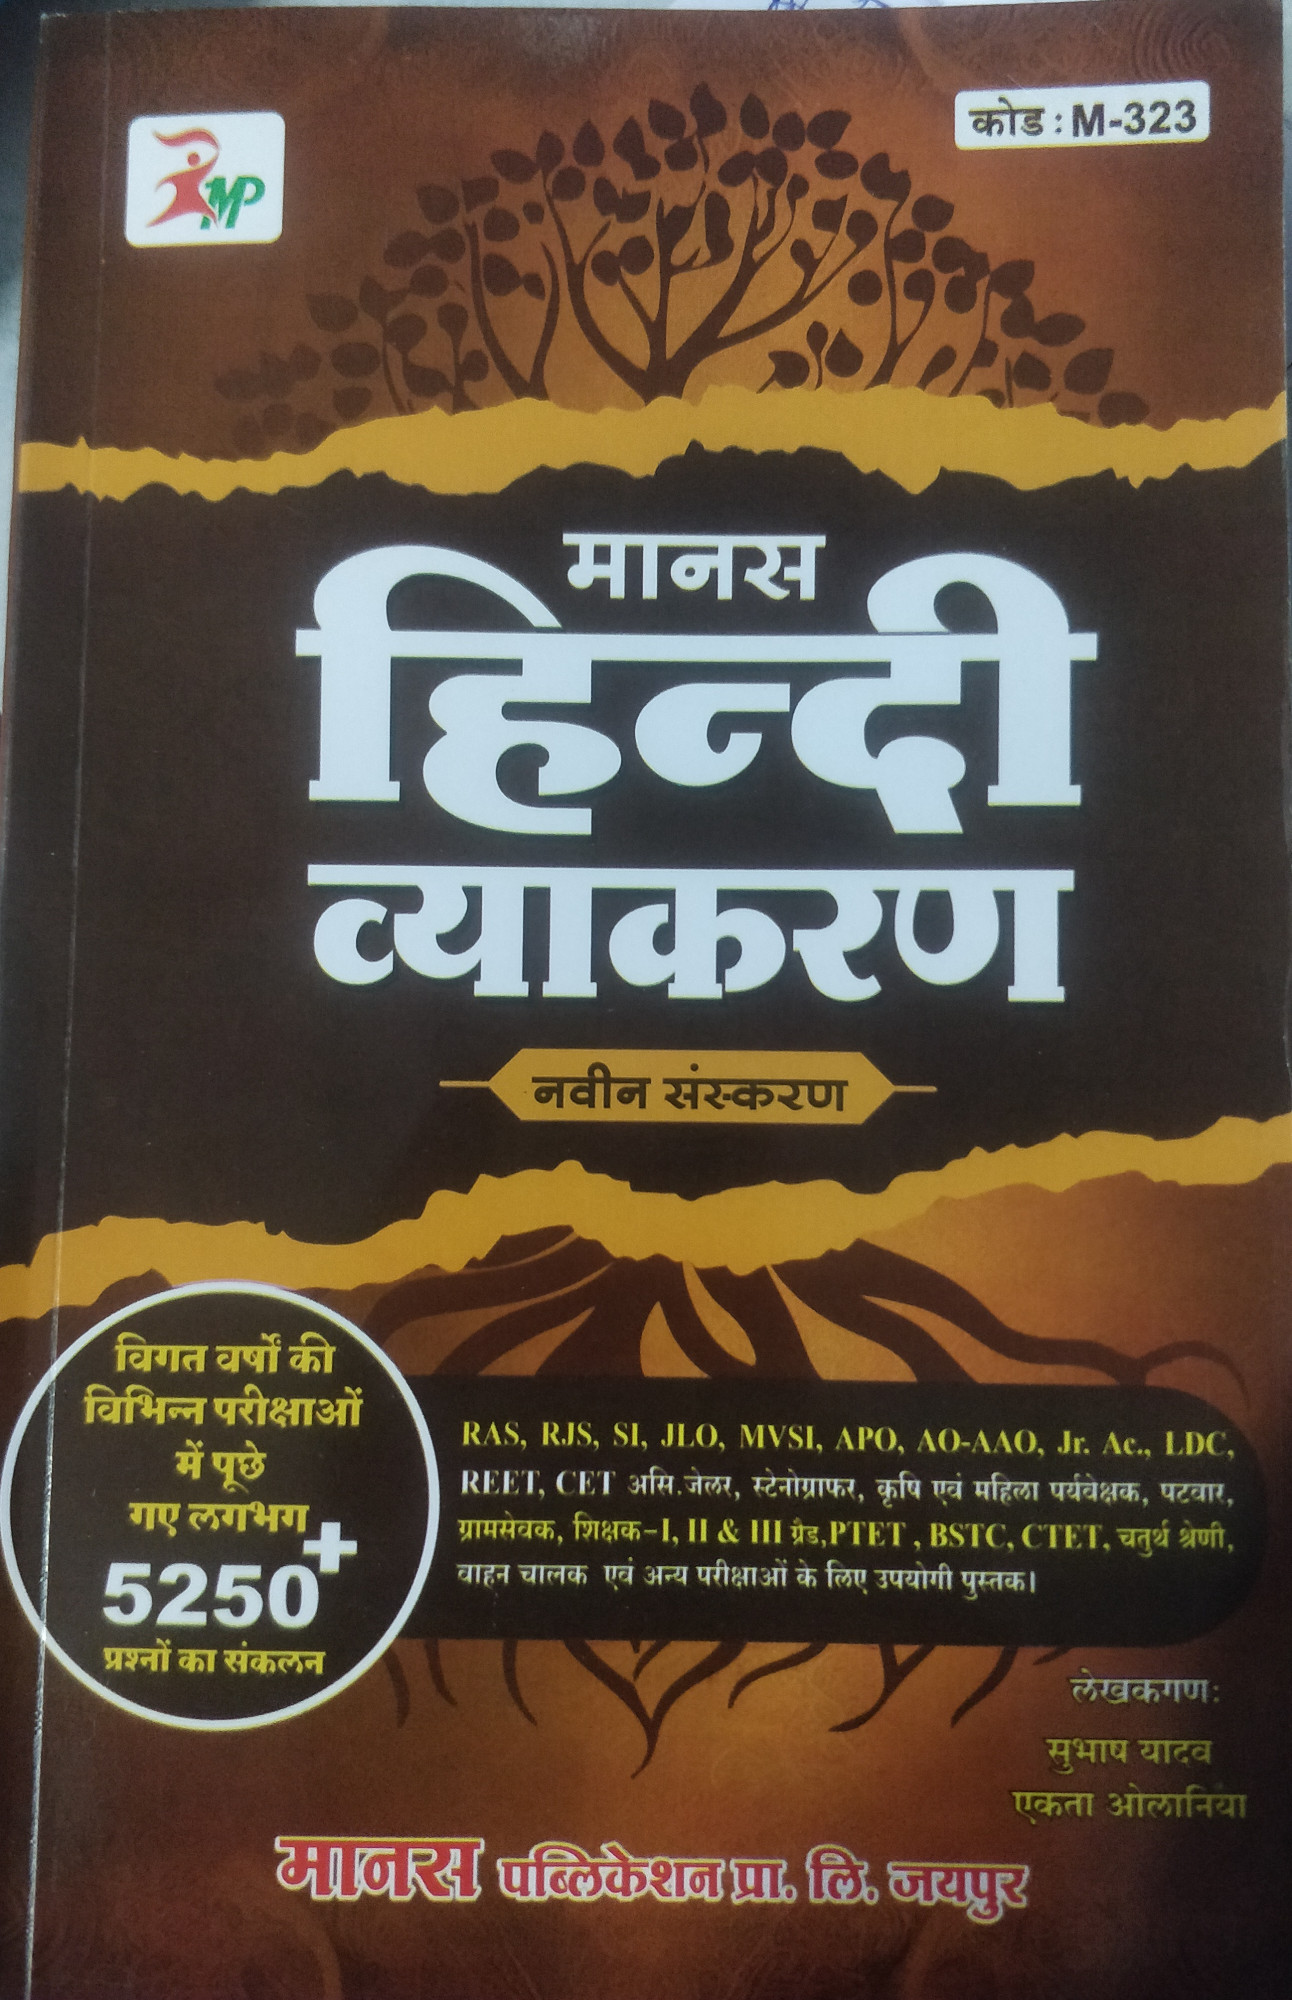 MP
कोड : M-323
मानस
हिन्दी
व्याकरण
नवीन संस्करण
विगत वर्षों की
विभिन्न परीक्षाओं
में पूछे
गए लगभग
5250+
प्रश्नों का संकलन
RAS, RJS, SI, JLO, MVSI, APO, AO-AAO, Jr. Ac., LDC,
REET, CET असि.जेलर, स्टेनोग्राफर, कृषि एवं महिला पर्यवेक्षक, पटवार,
ग्रामसेवक, शिक्षक-I, II & III ग्रैड,PTET , BSTC, CTET, चतुर्थ श्रेणी,
वाहन चालक एवं अन्य परीक्षाओं के लिए उपयोगी पुस्तक।
लेखकगण:
सुभाष यादव
एकता ओलानियां
मानस पब्लिकेशन प्रा. लि. जयपुर